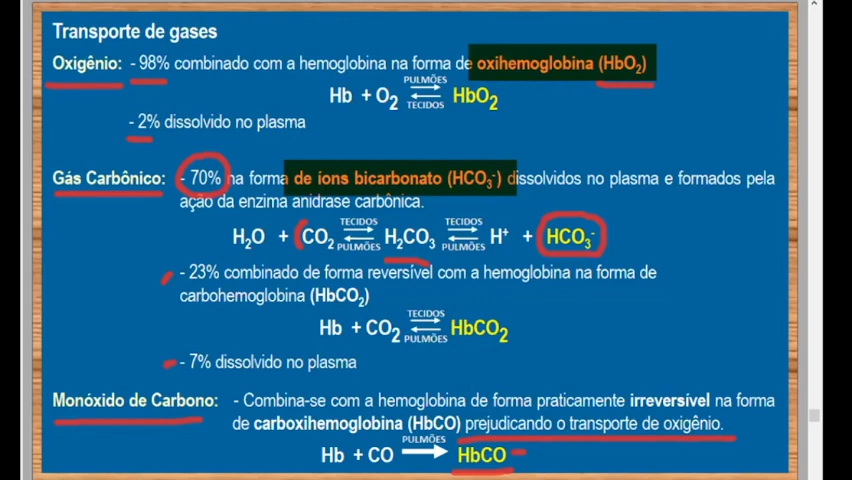 Transporte de gases
Oxigênio: - 98% combinado com a hemoglobina na forma de oxihemoglobina (HbO₂)
Hb + O₂ PULMÕES ⇌ TECIDOS HbO₂
- 2% dissolvido no plasma
Gás Carbônico: - 70% na forma de íons bicarbonato (HCO₃⁻) dissolvidos no plasma e formados pela
ação da enzima anidrase carbônica.
H₂O + CO₂ TECIDOS ⇌ PULMÕES H₂CO₃ TECIDOS ⇌ PULMÕES H⁺ + HCO₃⁻
- 23% combinado de forma reversível com a hemoglobina na forma de
carbohemoglobina (HbCO₂)
Hb + CO₂ TECIDOS ⇌ PULMÕES HbCO₂
- 7% dissolvido no plasma
Monóxido de Carbono: - Combina-se com a hemoglobina de forma praticamente irreversível na forma
de carboxihemoglobina (HbCO) prejudicando o transporte de oxigênio.
Hb + CO PULMÕES → HbCO